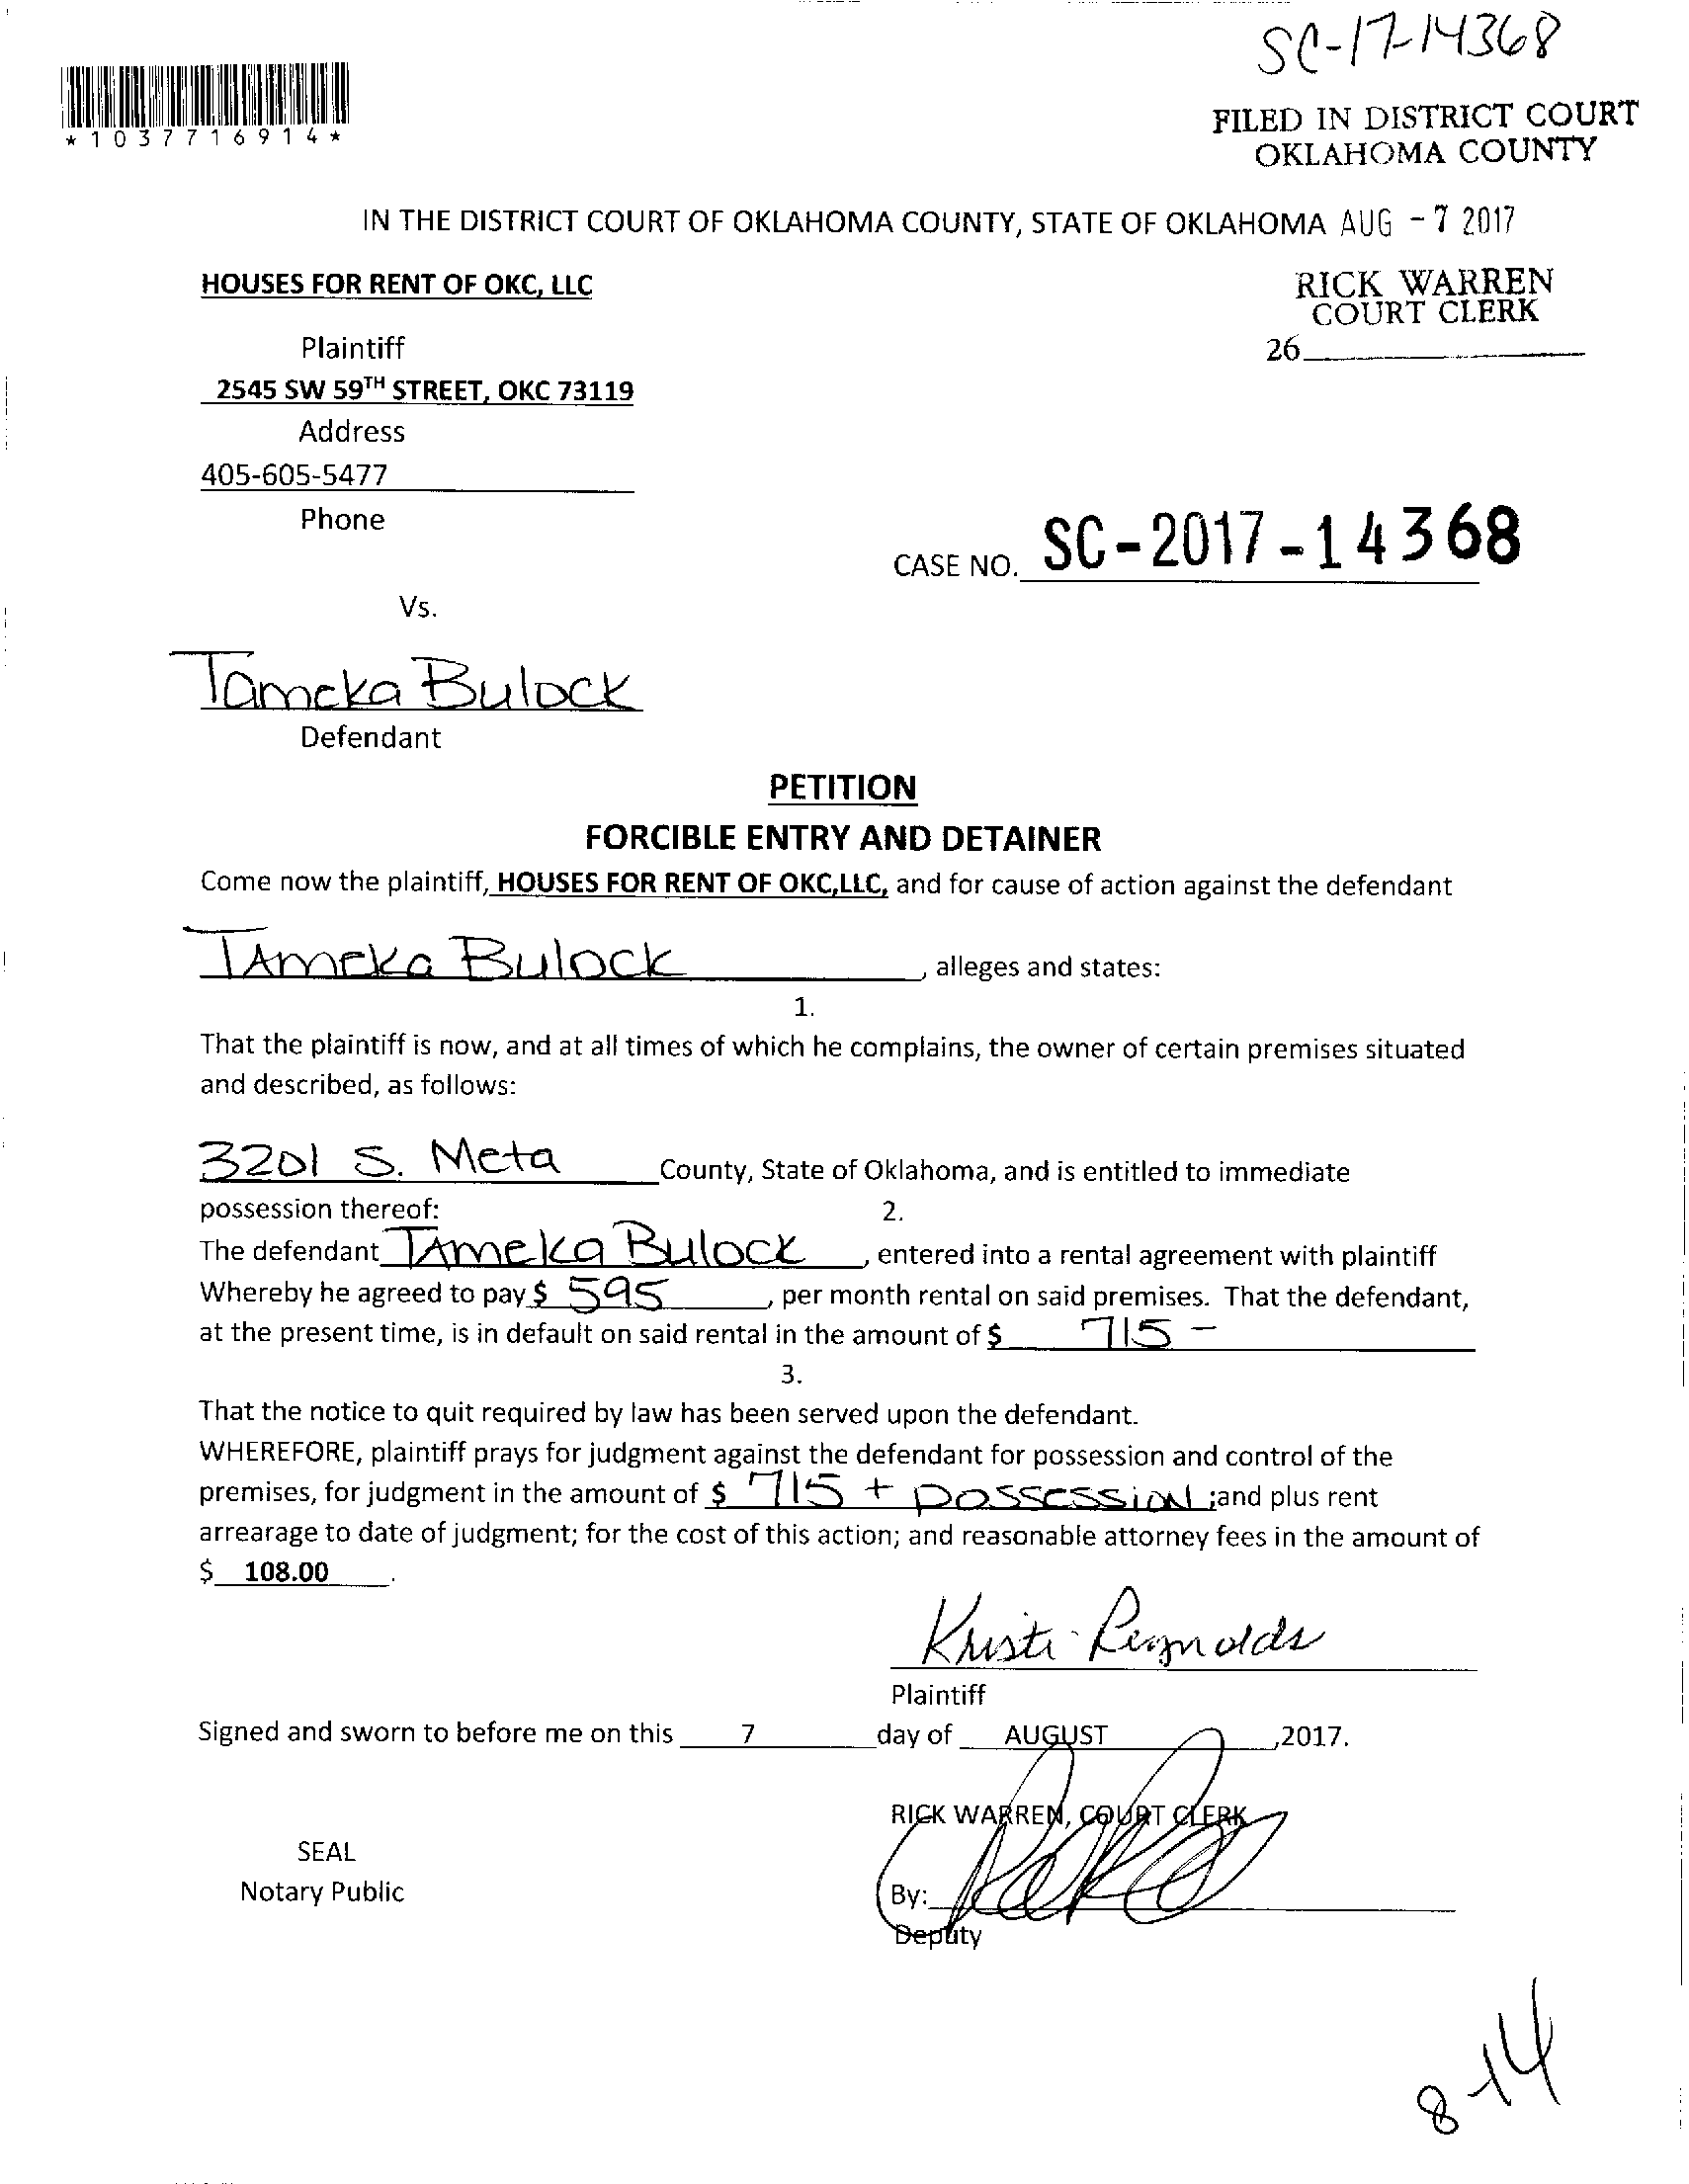 SC-17-14368
*1037716914*
FILED IN DISTRICT COURT
OKLAHOMA COUNTY
IN THE DISTRICT COURT OF OKLAHOMA COUNTY, STATE OF OKLAHOMA AUG - 7 2017
HOUSES FOR RENT OF OKC, LLC
RICK WARREN
COURT CLERK
Plaintiff
26
2545 SW 59TH STREET, OKC 73119
Address
405-605-5477
Phone
CASE NO. SC-2017-14368
Vs.
Tameka Bulock
Defendant
PETITION
FORCIBLE ENTRY AND DETAINER
Come now the plaintiff, HOUSES FOR RENT OF OKC,LLC, and for cause of action against the defendant
TAmeka Bulock, alleges and states:
1.
That the plaintiff is now, and at all times of which he complains, the owner of certain premises situated
and described, as follows:
3201 S. Meta County, State of Oklahoma, and is entitled to immediate
possession thereof:
2.
The defendant TAmeka Bulock, entered into a rental agreement with plaintiff
Whereby he agreed to pay $ 595, per month rental on said premises. That the defendant,
at the present time, is in default on said rental in the amount of $ 715 -
3.
That the notice to quit required by law has been served upon the defendant.
WHEREFORE, plaintiff prays for judgment against the defendant for possession and control of the
premises, for judgment in the amount of $ 715 + possession ;and plus rent
arrearage to date of judgment; for the cost of this action; and reasonable attorney fees in the amount of
$ 108.00.
Kristi Reynolds
Plaintiff
Signed and sworn to before me on this 7 day of AUGUST ,2017.
RICK WARREN, COURT CLERK
SEAL
Notary Public
By:
Deputy
8-14